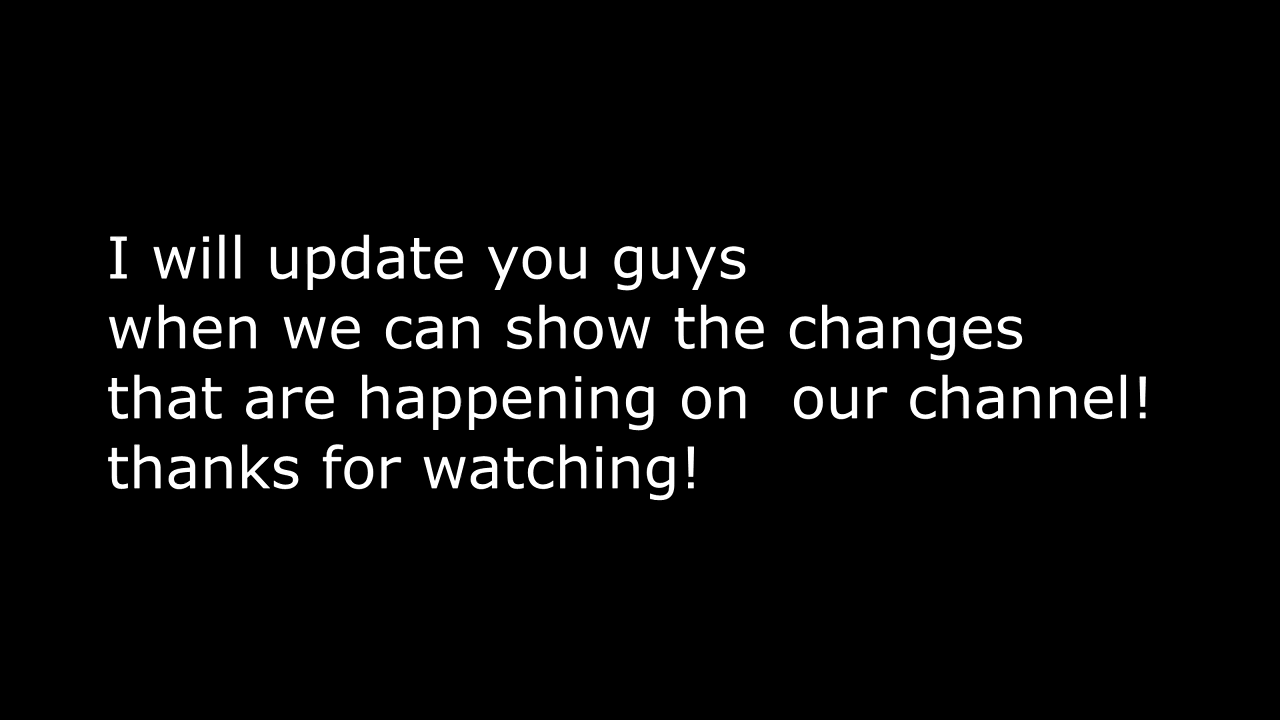 I will update you guys
when we can show the changes
that are happening on  our channel!
thanks for watching!